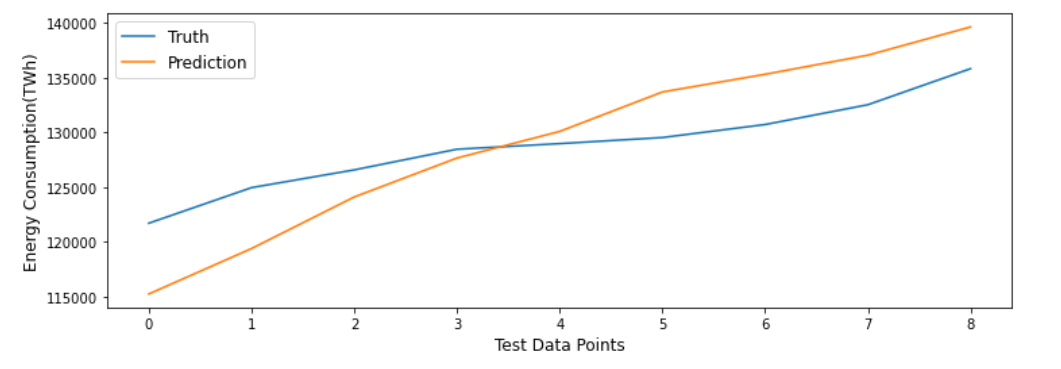 140000
135000
130000
125000
120000
115000
Energy Consumption(TWh)
Truth
Prediction
0 1 2 3 4 5 6 7 8
Test Data Points